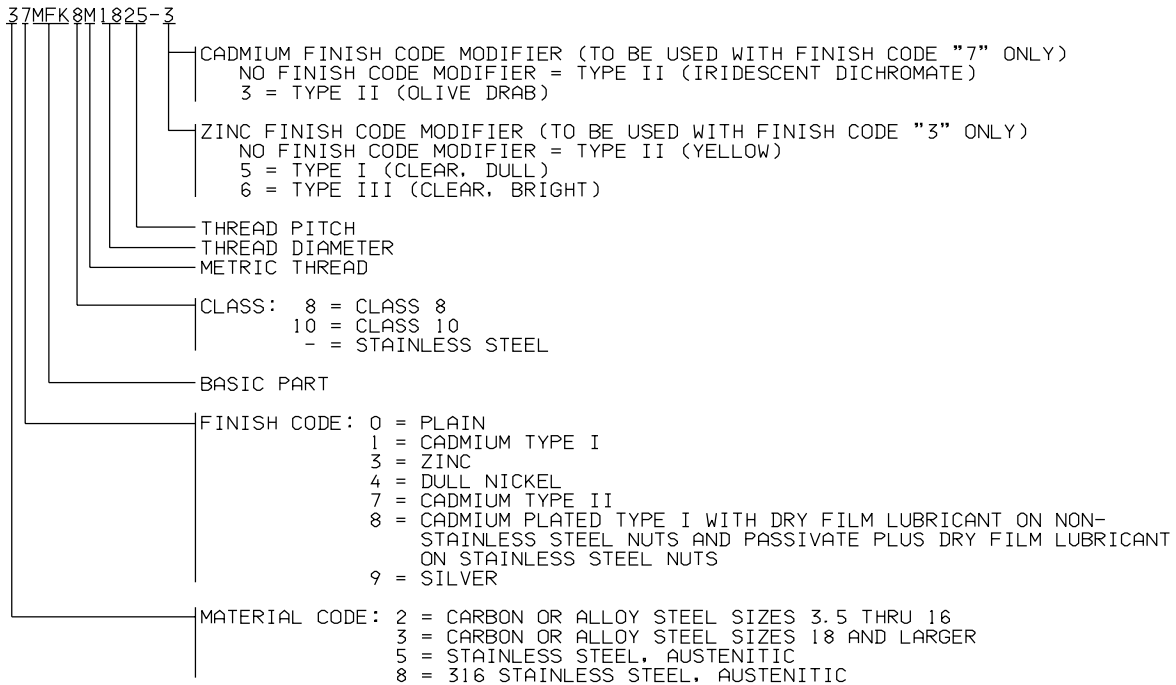 37MFK8M1825-3
CADMIUM FINISH CODE MODIFIER (TO BE USED WITH FINISH CODE "7" ONLY)
NO FINISH CODE MODIFIER = TYPE II (IRIDESCENT DICHROMATE)
3 = TYPE II (OLIVE DRAB)
ZINC FINISH CODE MODIFIER (TO BE USED WITH FINISH CODE "3" ONLY)
NO FINISH CODE MODIFIER = TYPE II (YELLOW)
5 = TYPE I (CLEAR, DULL)
6 = TYPE III (CLEAR, BRIGHT)
THREAD PITCH
THREAD DIAMETER
METRIC THREAD
CLASS: 8 = CLASS 8
10 = CLASS 10
- = STAINLESS STEEL
BASIC PART
FINISH CODE: 0 = PLAIN
1 = CADMIUM TYPE I
3 = ZINC
4 = DULL NICKEL
7 = CADMIUM TYPE II
8 = CADMIUM PLATED TYPE I WITH DRY FILM LUBRICANT ON NON-
STAINLESS STEEL NUTS AND PASSIVATE PLUS DRY FILM LUBRICANT
ON STAINLESS STEEL NUTS
9 = SILVER
MATERIAL CODE: 2 = CARBON OR ALLOY STEEL SIZES 3.5 THRU 16
3 = CARBON OR ALLOY STEEL SIZES 18 AND LARGER
5 = STAINLESS STEEL, AUSTENITIC
8 = 316 STAINLESS STEEL, AUSTENITIC